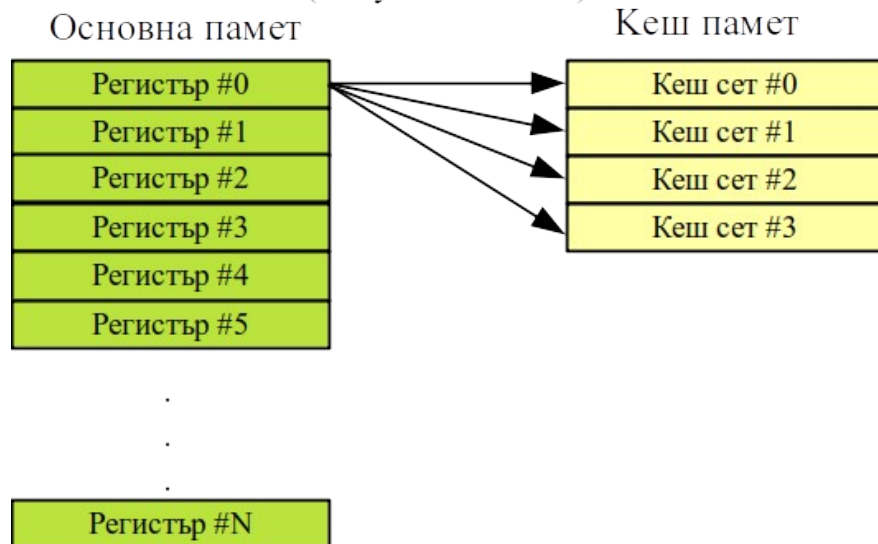 Основна памет
Кеш памет
Регистър #0
Регистър #1
Регистър #2
Регистър #3
Регистър #4
Регистър #5
.
.
.
Регистър #N
Кеш сет #0
Кеш сет #1
Кеш сет #2
Кеш сет #3